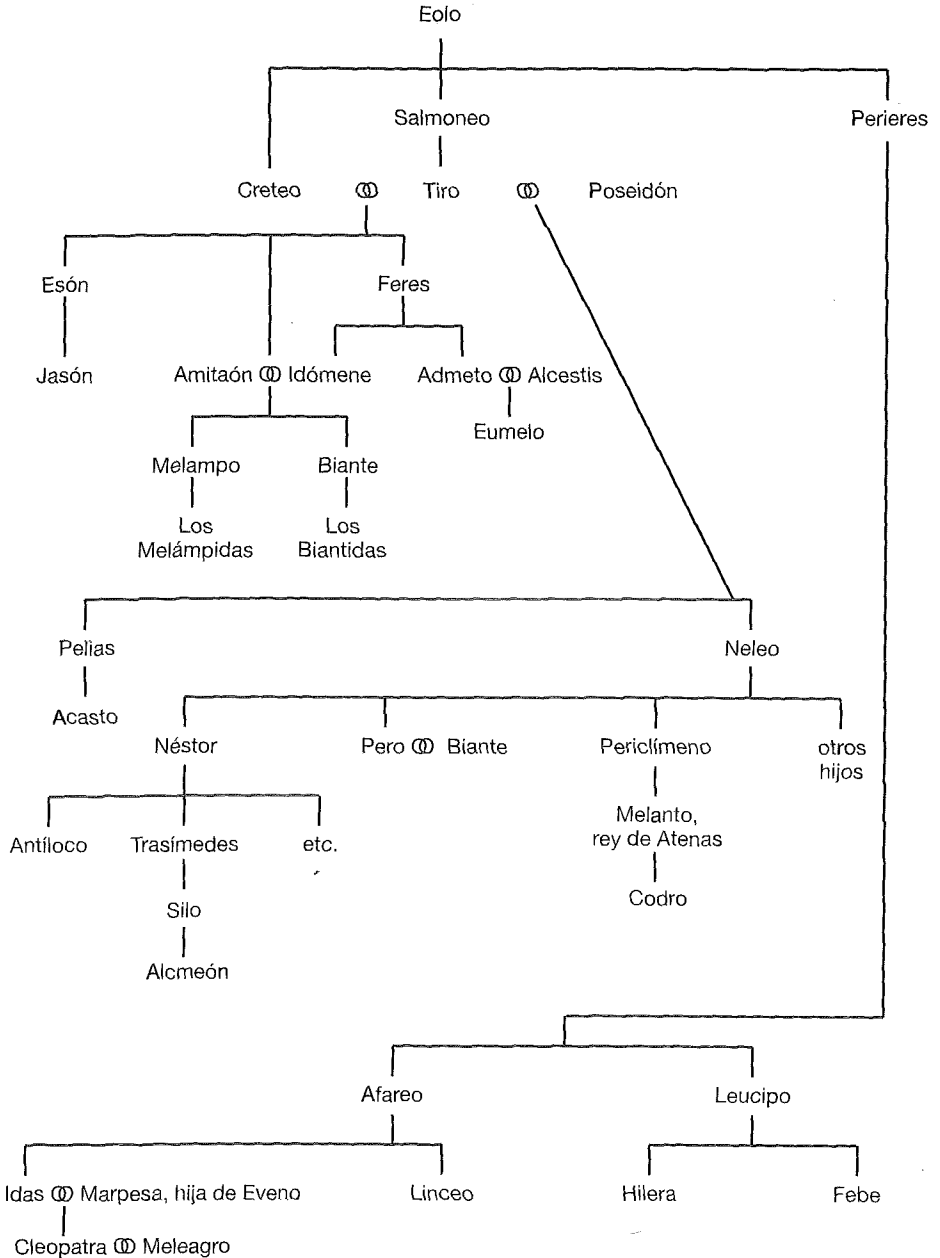 Eolo
Salmoneo
Perieres
Creteo ⚭ Tiro ⚭ Poseidón
Esón
Feres
Jasón
Amitaón ⚭ Idómene
Admeto ⚭ Alcestis
Eumelo
Melampo
Biante
Los
Melámpidas
Los
Biantidas
Pelias
Neleo
Acasto
Néstor
Pero ⚭ Biante
Periclímeno
otros
hijos
Antíloco
Trasímedes
etc.
Melanto,
rey de Atenas
Silo
Codro
Alcmeón
Afareo
Leucipo
Idas ⚭ Marpesa, hija de Eveno
Linceo
Hilera
Febe
Cleopatra ⚭ Meleagro